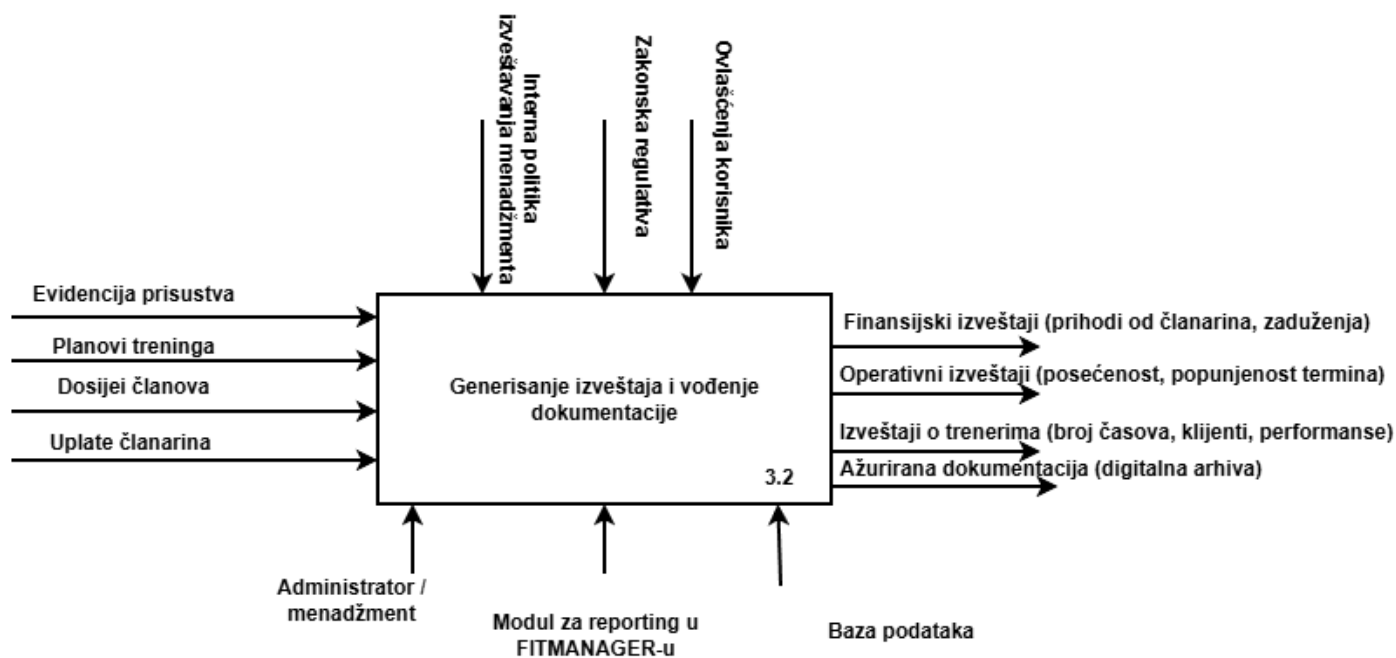 Interna politika
izveštavanja menadžmenta
Zakonska regulativa
Ovlašćenja korisnika
Evidencija prisustva
Planovi treninga
Dosijei članova
Uplate članarina
Generisanje izveštaja i vođenje
dokumentacije
3.2
Finansijski izveštaji (prihodi od članarina, zaduženja)
Operativni izveštaji (posećenost, popunjenost termina)
Izveštaji o trenerima (broj časova, klijenti, performanse)
Ažurirana dokumentacija (digitalna arhiva)
Administrator /
menadžment
Modul za reporting u
FITMANAGER-u
Baza podataka